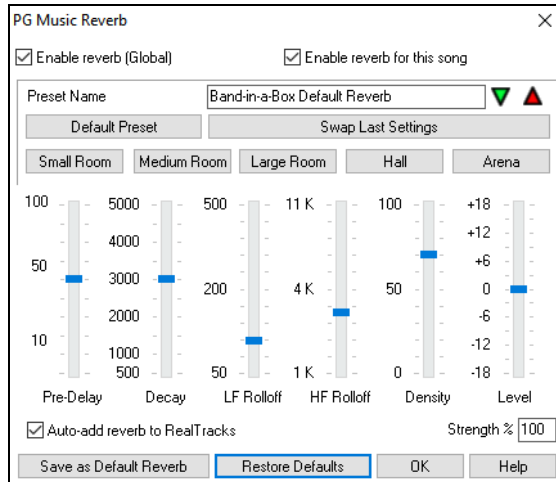 PG Music Reverb
Enable reverb (Global) Enable reverb for this song
Preset Name Band-in-a-Box Default Reverb
Default Preset Swap Last Settings
Small Room Medium Room Large Room Hall Arena
100 5000 500 11 K 100 +18
4000 +12
50 3000 200 4 K 50 +6
0
2000 -6
10 -12
1000
500 50 1 K 0 -18
Pre-Delay Decay LF Rolloff HF Rolloff Density Level
Auto-add reverb to RealTracks Strength % 100
Save as Default Reverb Restore Defaults OK Help